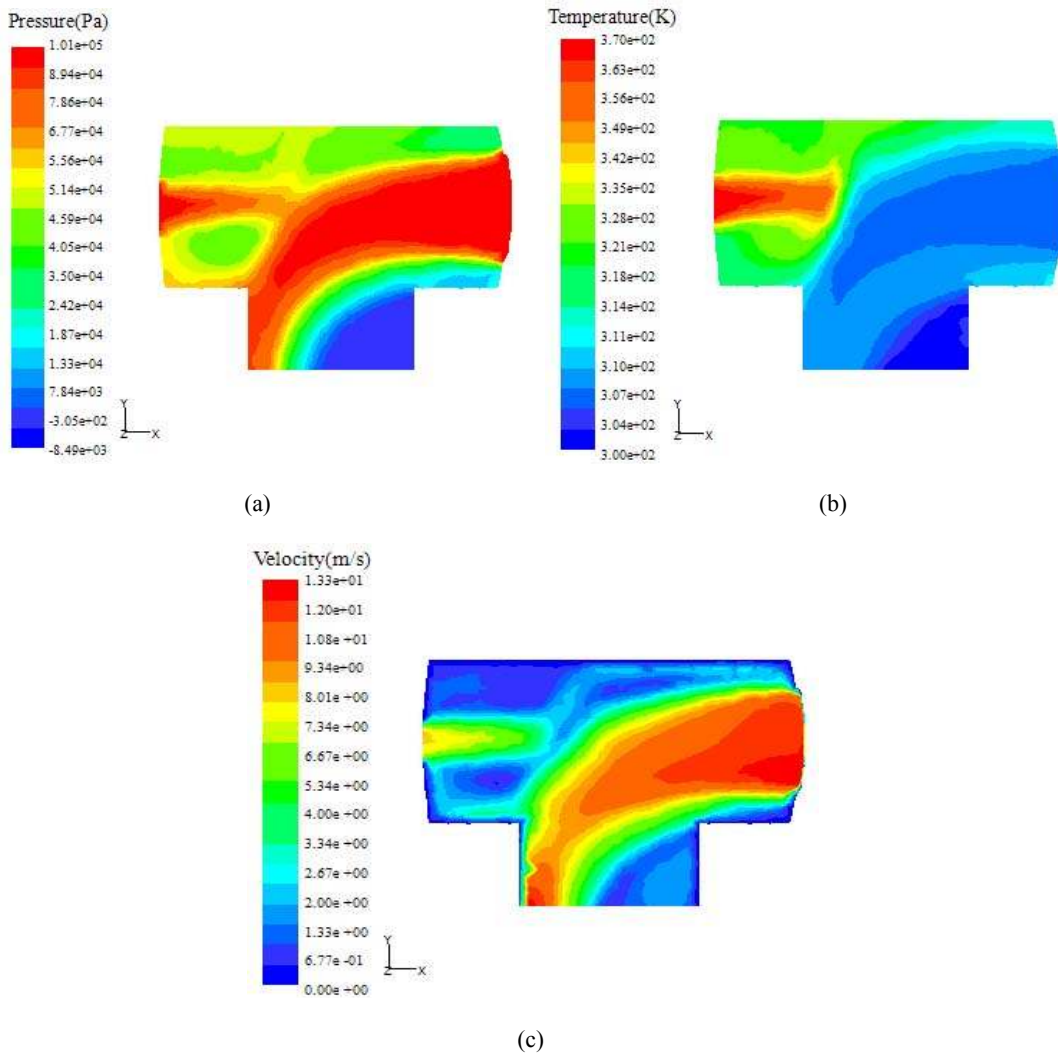 Pressure(Pa)
1.01e+05
8.94e+04
7.86e+04
6.77e+04
5.56e+04
5.14e+04
4.59e+04
4.05e+04
3.50e+04
2.42e+04
1.87e+04
1.33e+04
7.84e+03
-3.05e+02
-8.49e+03
Y
Z X
(a)
Temperature(K)
3.70e+02
3.63e+02
3.56e+02
3.49e+02
3.42e+02
3.35e+02
3.28e+02
3.21e+02
3.18e+02
3.14e+02
3.11e+02
3.10e+02
3.07e+02
3.04e+02
3.00e+02
Y
Z X
(b)
Velocity(m/s)
1.33e+01
1.20e+01
1.08e +01
9.34e+00
8.01e +00
7.34e+00
6.67e+00
5.34e +00
4.00e +00
3.34e +00
2.67e +00
2.00e +00
1.33e +00
6.77e -01
0.00e +00
Y
Z X
(c)